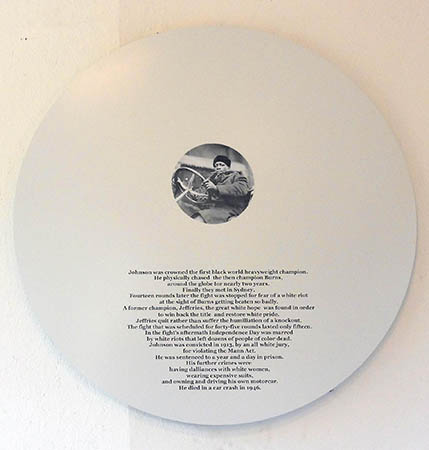 Johnson was crowned the first black world heavyweight champion.
He physically chased the then champion Burns,
around the globe for nearly two years.
Finally they met in Sydney.
Fourteen rounds later the fight was stopped for fear of a white riot
at the sight of Burns getting beaten so badly.
A former champion, Jefferies, the great white hope was found in order
to win back the title and restore white pride.
Jeffries quit rather than suffer the humiliation of a knockout.
The fight that was scheduled for forty-five rounds lasted only fifteen.
In the fight's aftermath Independence Day was marred
by white riots that left dozens of people of color dead.
Johnson was convicted in 1913, by an all white jury,
for violating the Mann Act.
He was sentenced to a year and a day in prison.
His further crimes were
having dalliances with white women,
wearing expensive suits,
and owning and driving his own motorcar.
He died in a car crash in 1946.